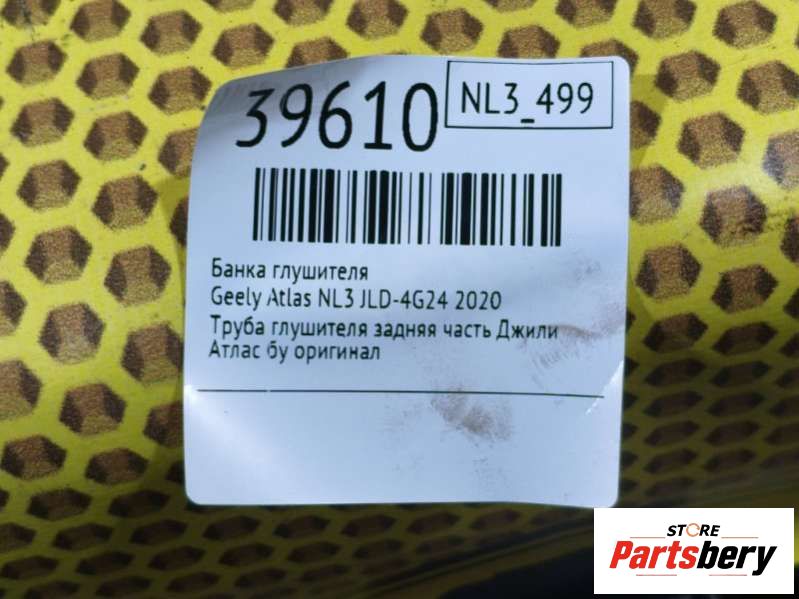 39610
NL3_499
Банка глушителя
Geely Atlas NL3 JLD-4G24 2020
Труба глушителя задняя часть Джили
Атлас бу оригинал
STORE
Partsbery